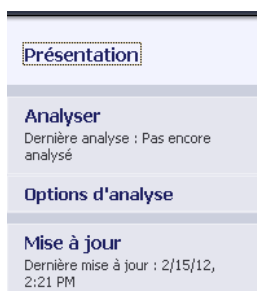 Présentation
Analyser
Dernière analyse : Pas encore
analysé
Options d'analyse
Mise à jour
Dernière mise à jour : 2/15/12,
2:21 PM